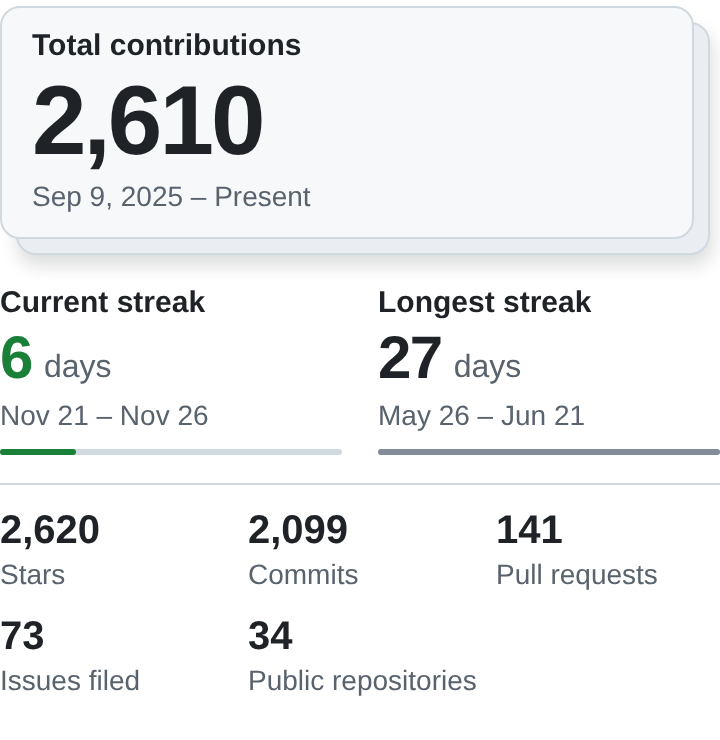 Total contributions
2,610
Sep 9, 2025 – Present
Current streak
6 days
Nov 21 – Nov 26
Longest streak
27 days
May 26 – Jun 21
2,620
Stars
2,099
Commits
141
Pull requests
73
Issues filed
34
Public repositories